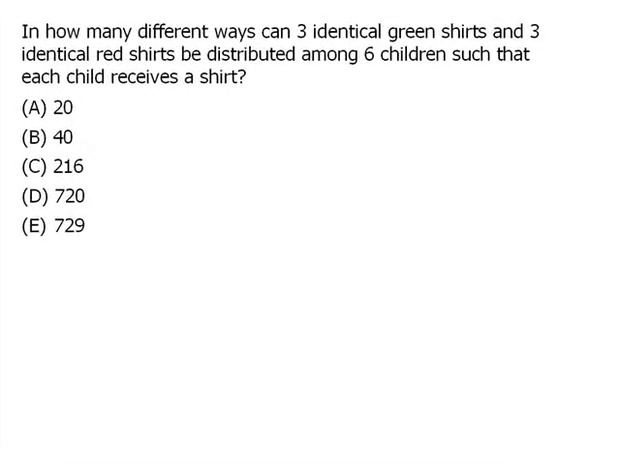 In how many different ways can 3 identical green shirts and 3
identical red shirts be distributed among 6 children such that
each child receives a shirt?
(A) 20
(B) 40
(C) 216
(D) 720
(E) 729